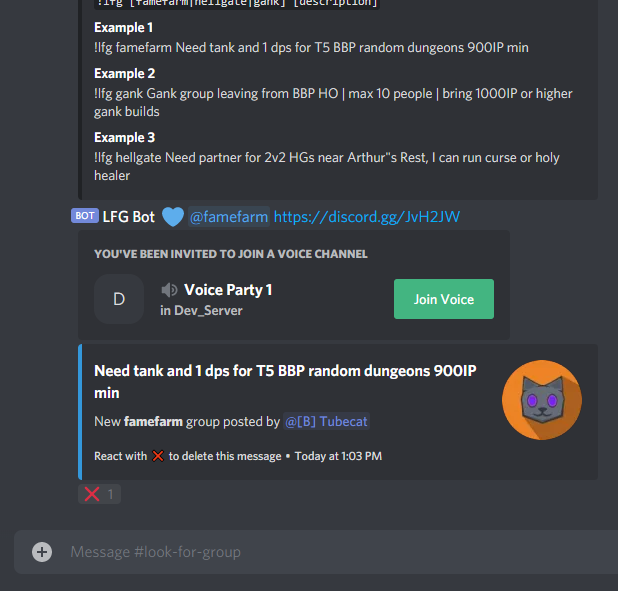 !lfg [famefarm|hellgate|gank] [description]
Example 1
!lfg famefarm Need tank and 1 dps for T5 BBP random dungeons 900IP min
Example 2
!lfg gank Gank group leaving from BBP HO | max 10 people | bring 1000IP or higher
gank builds
Example 3
!lfg hellgate Need partner for 2v2 HGs near Arthur"s Rest, I can run curse or holy
healer
BOT LFG Bot @famefarm https://discord.gg/JvH2JW
YOU'VE BEEN INVITED TO JOIN A VOICE CHANNEL
D
Voice Party 1
in Dev_Server
Join Voice
Need tank and 1 dps for T5 BBP random dungeons 900IP
min
New famefarm group posted by @[B] Tubecat
React with ❌ to delete this message • Today at 1:03 PM
❌ 1
Message #look-for-group